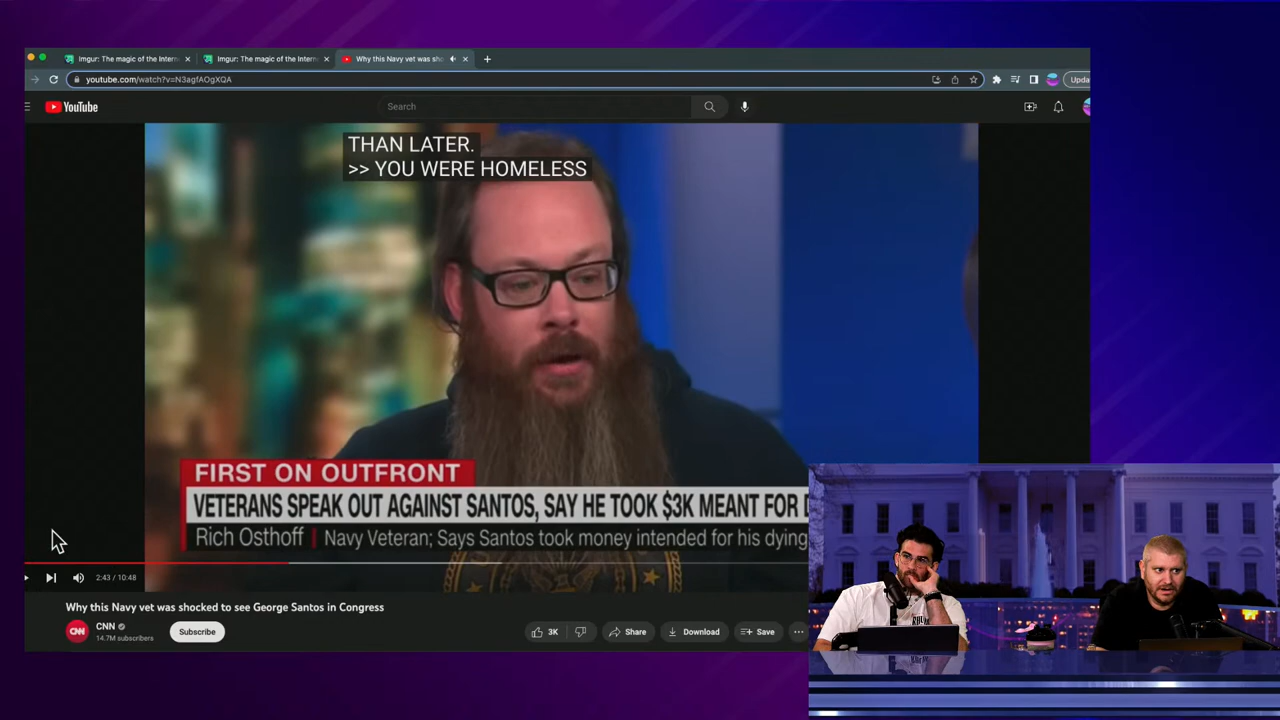 Imgur: The magic of the Intern
Imgur: The magic of the Intern
Why this Navy vet was sho
youtube.com/watch?v=N3agfAOgXQA
Upda
YouTube
Search
THAN LATER.
>> YOU WERE HOMELESS
FIRST ON OUTFRONT
VETERANS SPEAK OUT AGAINST SANTOS, SAY HE TOOK $3K MEANT FOR D
Rich Osthoff | Navy Veteran; Says Santos took money intended for his dying
2:43 / 10:48
Why this Navy vet was shocked to see George Santos in Congress
CNN
CNN
14.7M subscribers
Subscribe
3K
Share
Download
Save